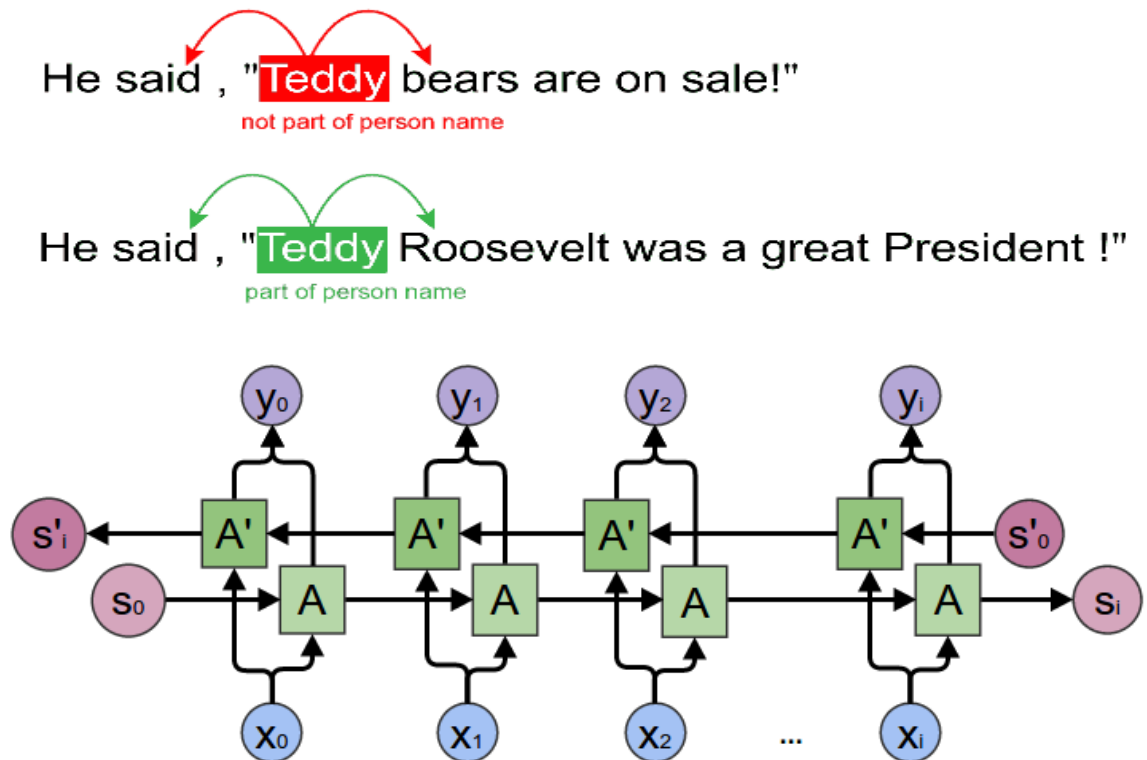 He said , "Teddy bears are on sale!"
not part of person name
He said , "Teddy Roosevelt was a great President !"
part of person name
y₀ y₁ y₂ yᵢ
s'ᵢ A' A' A' A' s'₀
s₀ A A A A sᵢ
x₀ x₁ x₂ ... xᵢ